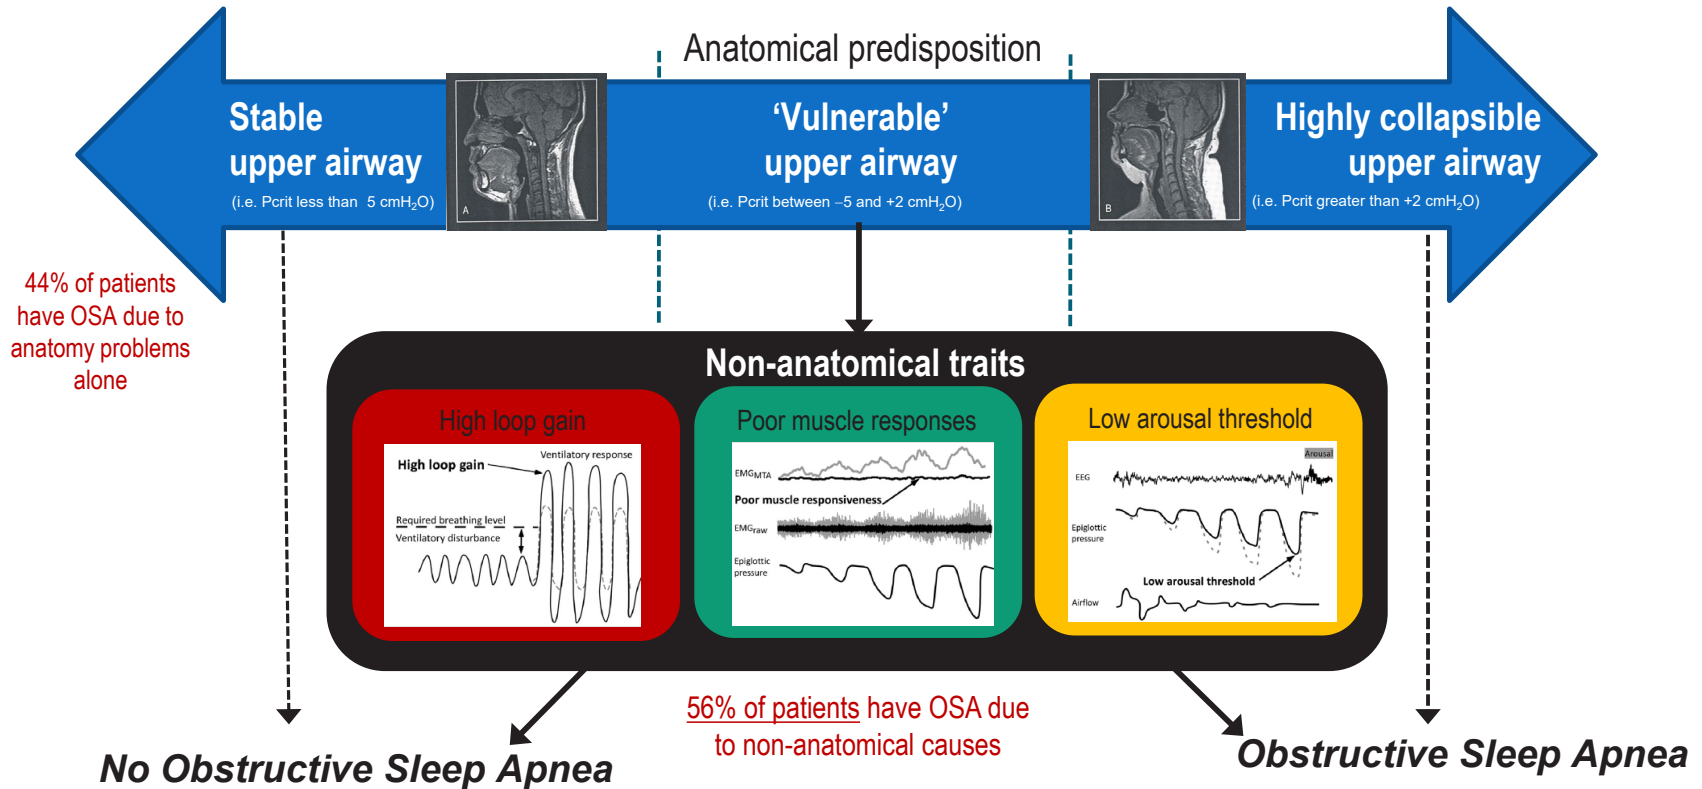 Anatomical predisposition
Stable
upper airway
(i.e. Pcrit less than  5 cmH₂O)
A
‘Vulnerable’
upper airway
(i.e. Pcrit between –5 and +2 cmH₂O)
B
Highly collapsible
upper airway
(i.e. Pcrit greater than +2 cmH₂O)
44% of patients
have OSA due to
anatomy problems
alone
Non-anatomical traits
High loop gain
Ventilatory response
High loop gain
Required breathing level
Ventilatory disturbance
Poor muscle responses
EMG_MTA
Poor muscle responsiveness
EMG_raw
Epiglottic
pressure
Low arousal threshold
Arousal
EEG
Epiglottic
pressure
Low arousal threshold
Airflow
56% of patients have OSA due
to non-anatomical causes
No Obstructive Sleep Apnea
Obstructive Sleep Apnea